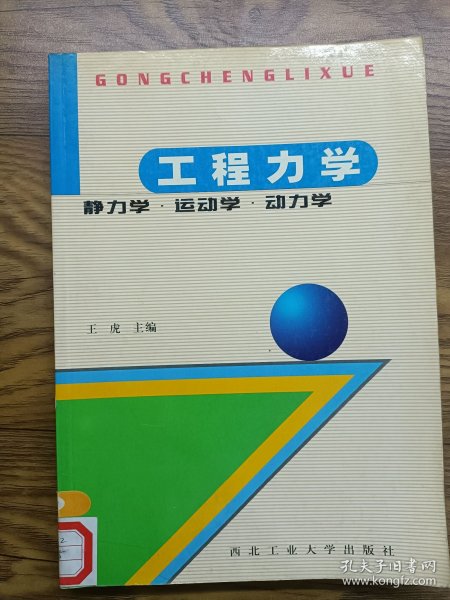 GONGCHENGLIXUE
工程力学
静力学·运动学·动力学
王 虎 主编
2
西北工业大学出版社
孔夫子旧书网
www.kongfz.com